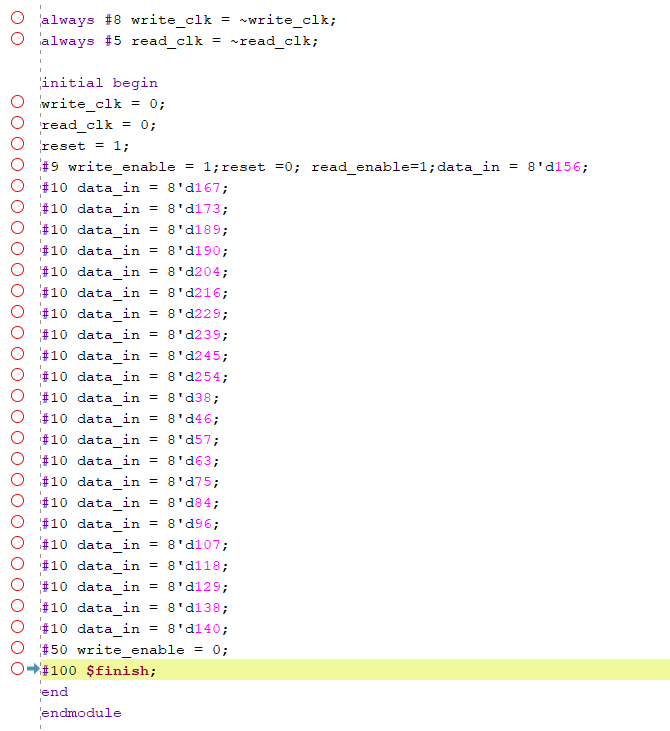 always #8 write_clk = ~write_clk;
always #5 read_clk = ~read_clk;
initial begin
write_clk = 0;
read_clk = 0;
reset = 1;
#9 write_enable = 1;reset =0; read_enable=1;data_in = 8'd156;
#10 data_in = 8'd167;
#10 data_in = 8'd173;
#10 data_in = 8'd189;
#10 data_in = 8'd190;
#10 data_in = 8'd204;
#10 data_in = 8'd216;
#10 data_in = 8'd229;
#10 data_in = 8'd239;
#10 data_in = 8'd245;
#10 data_in = 8'd254;
#10 data_in = 8'd38;
#10 data_in = 8'd46;
#10 data_in = 8'd57;
#10 data_in = 8'd63;
#10 data_in = 8'd75;
#10 data_in = 8'd84;
#10 data_in = 8'd96;
#10 data_in = 8'd107;
#10 data_in = 8'd118;
#10 data_in = 8'd129;
#10 data_in = 8'd138;
#10 data_in = 8'd140;
#50 write_enable = 0;
#100 $finish;
end
endmodule